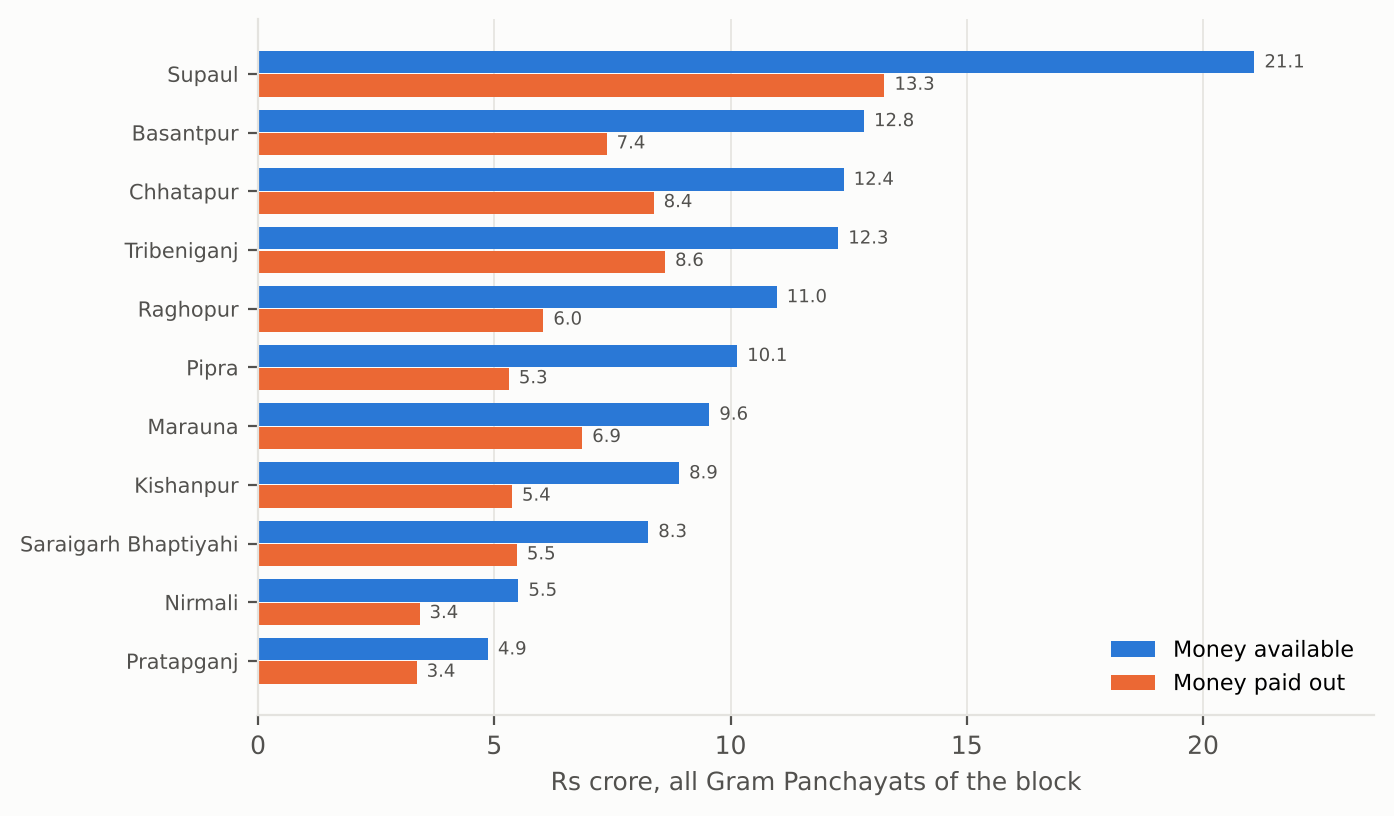 Supaul 21.1
13.3
Basantpur 12.8
7.4
Chhatapur 12.4
8.4
Tribeniganj 12.3
8.6
Raghopur 11.0
6.0
Pipra 10.1
5.3
Marauna 9.6
6.9
Kishanpur 8.9
5.4
Saraigarh Bhaptiyahi 8.3
5.5
Nirmali 5.5
3.4
Pratapganj 4.9
3.4
Money available
Money paid out
0 5 10 15 20
Rs crore, all Gram Panchayats of the block